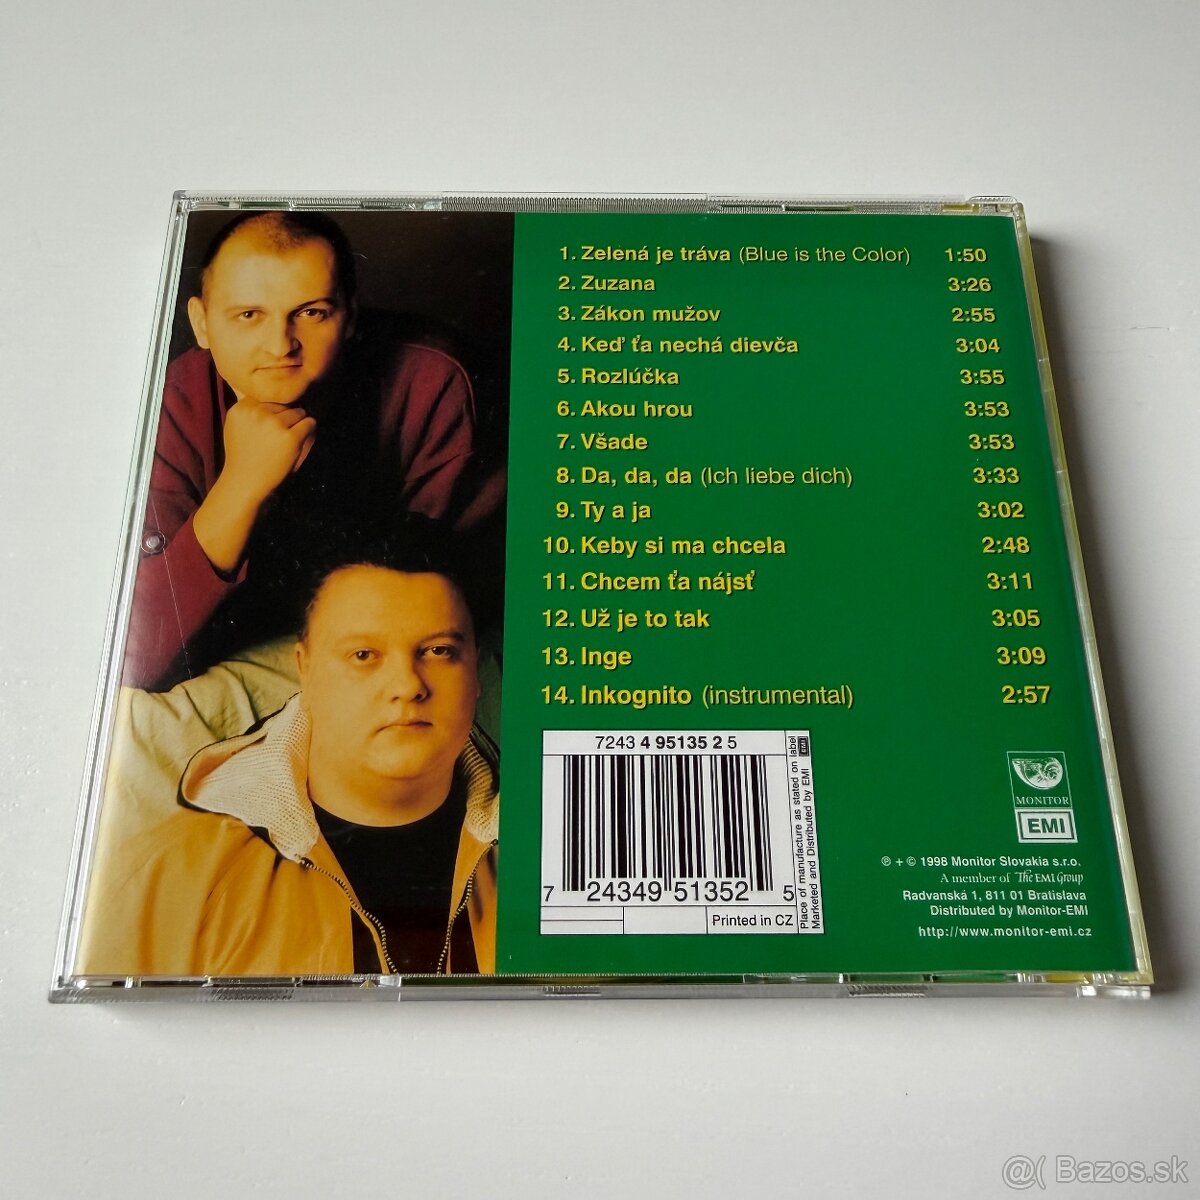 1. Zelená je tráva (Blue is the Color) 1:50
2. Zuzana 3:26
3. Zákon mužov 2:55
4. Keď ťa nechá dievča 3:04
5. Rozlúčka 3:55
6. Akou hrou 3:53
7. Všade 3:53
8. Da, da, da (Ich liebe dich) 3:33
9. Ty a ja 3:02
10. Keby si ma chcela 2:48
11. Chcem ťa nájsť 3:11
12. Už je to tak 3:05
13. Inge 3:09
14. Inkognito (instrumental) 2:57
7243 4 95135 2 5
7 24349 51352 5
Printed in CZ
Place of manufacture as stated on label
Marketed and Distributed by EMI
EMI
MONITOR
EMI
℗ + © 1998 Monitor Slovakia s.r.o.
A member of The EMI Group
Radvanská 1, 811 01 Bratislava
Distributed by Monitor-EMI
http://www.monitor-emi.cz
@( Bazos.sk